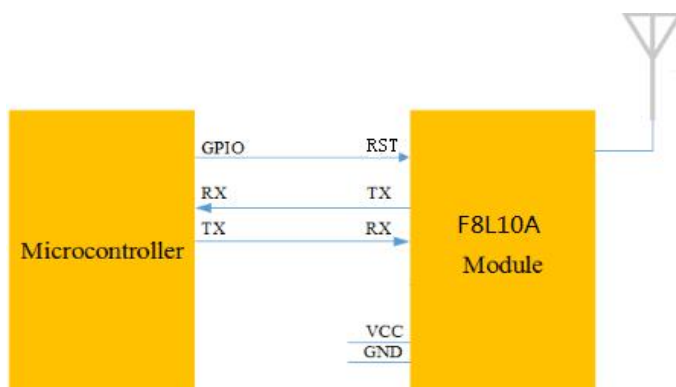 GPIO RST
RX TX
TX RX
Microcontroller
F8L10A
Module
VCC
GND